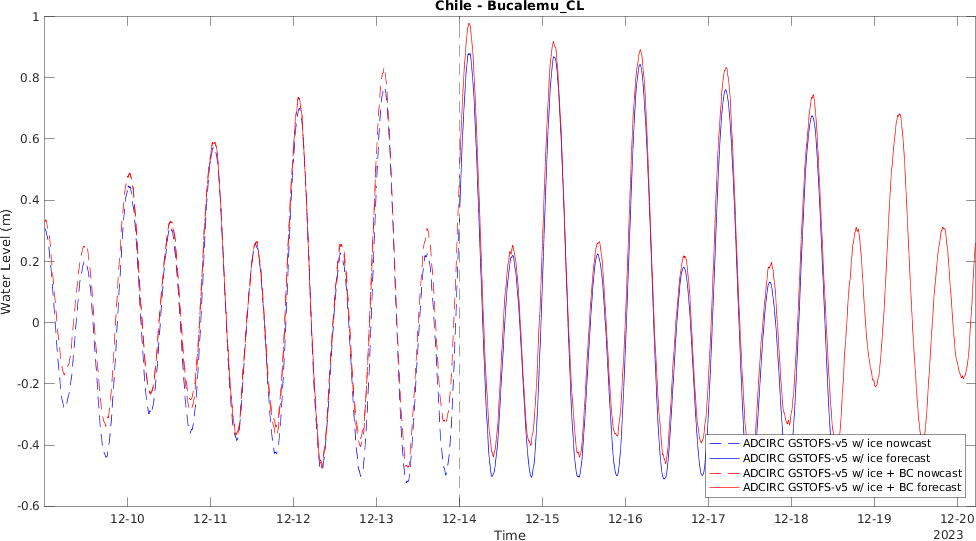 Chile - Bucalemu_CL
1
0.8
0.6
0.4
0.2
0
-0.2
-0.4
-0.6
Water Level (m)
ADCIRC GSTOFS-v5 w/ ice nowcast
ADCIRC GSTOFS-v5 w/ ice forecast
ADCIRC GSTOFS-v5 w/ ice + BC nowcast
ADCIRC GSTOFS-v5 w/ ice + BC forecast
12-10 12-11 12-12 12-13 12-14 12-15 12-16 12-17 12-18 12-19 12-20
Time
2023